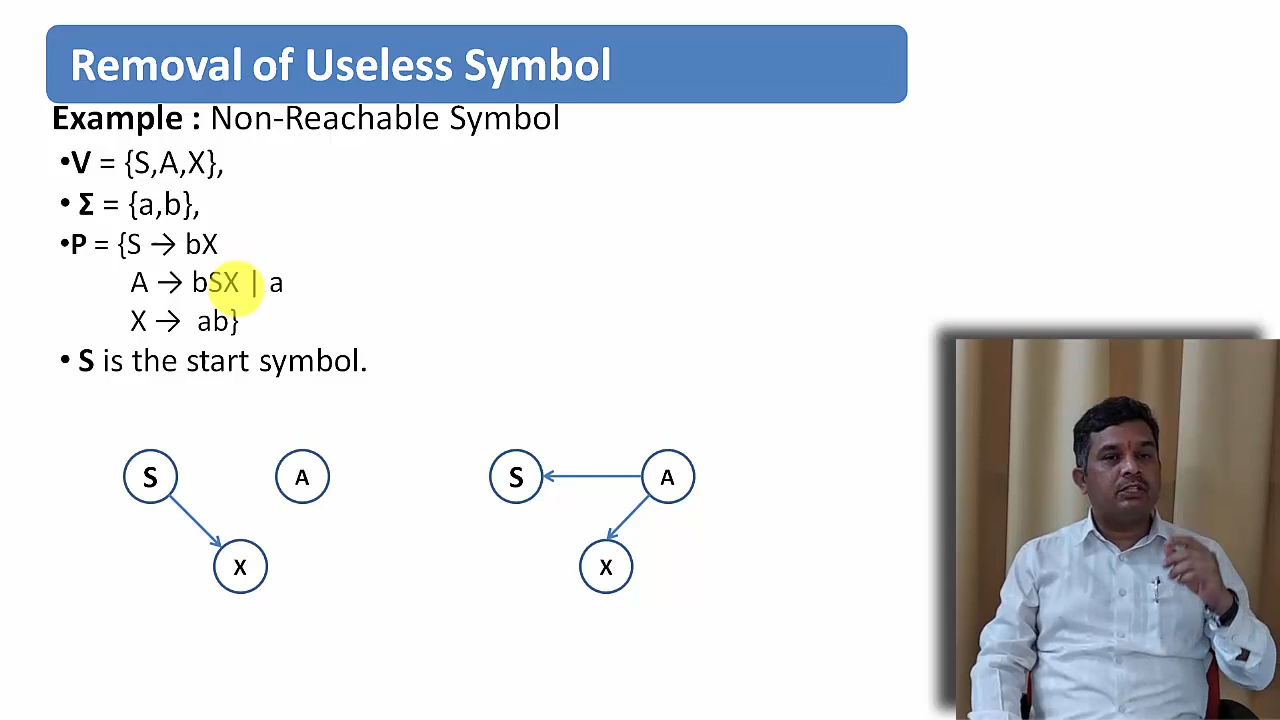 Removal of Useless Symbol
Example : Non-Reachable Symbol
•V = {S,A,X},
• Σ = {a,b},
•P = {S → bX
A → bSX | a
X → ab}
• S is the start symbol.
S A S A
X X